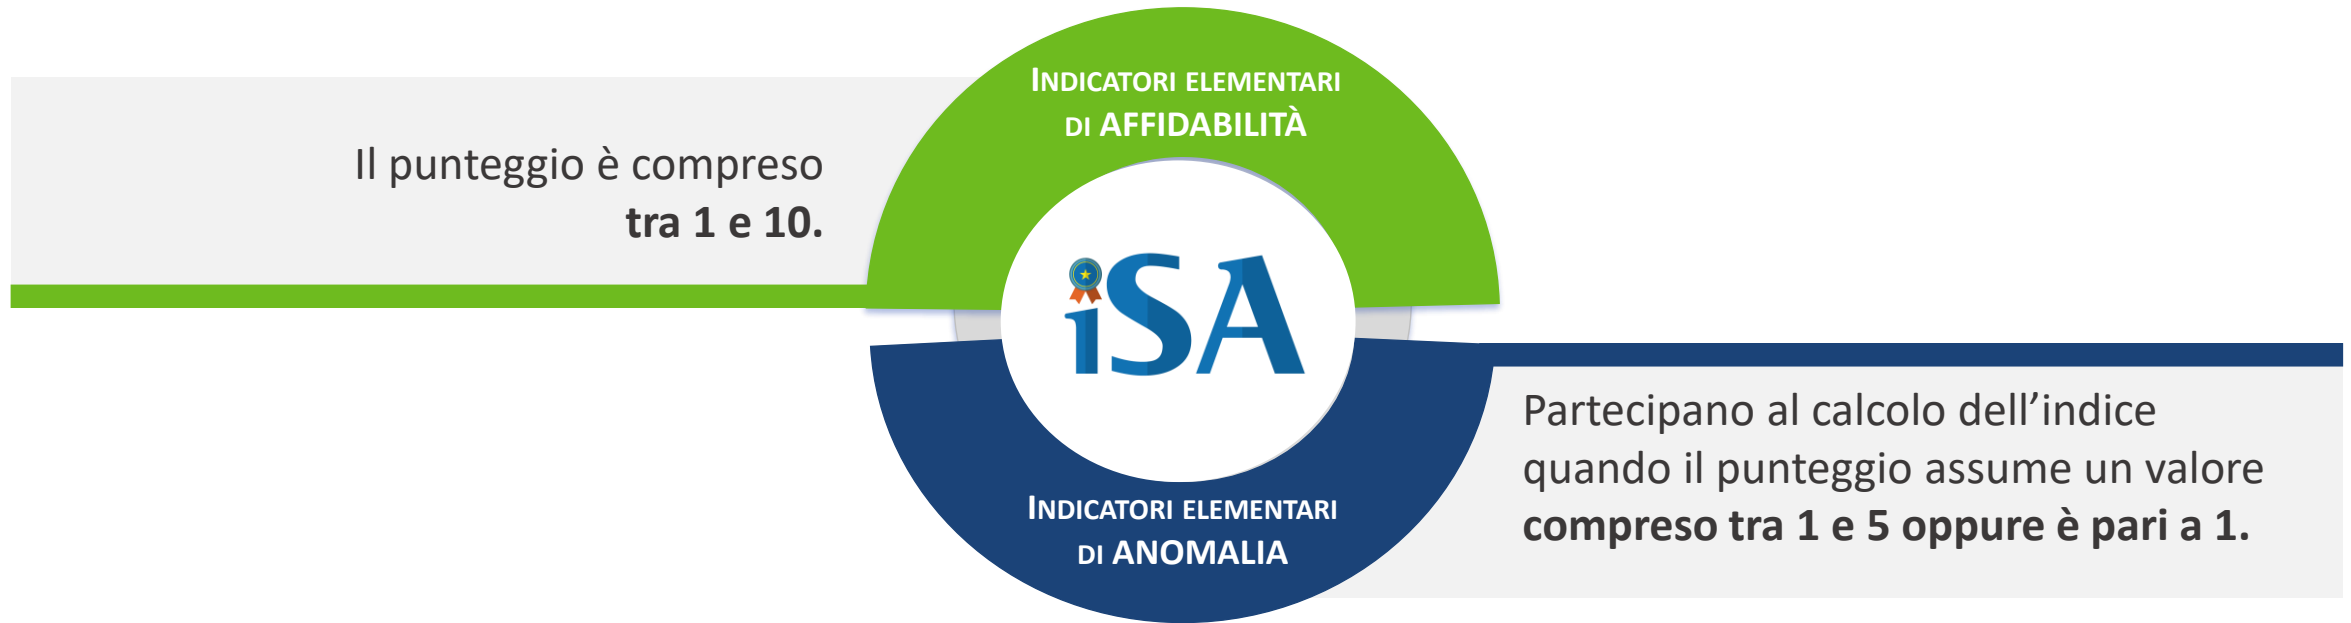 INDICATORI ELEMENTARI
DI AFFIDABILITÀ
Il punteggio è compreso
tra 1 e 10.
iSA
Partecipano al calcolo dell’indice
quando il punteggio assume un valore
compreso tra 1 e 5 oppure è pari a 1.
INDICATORI ELEMENTARI
DI ANOMALIA